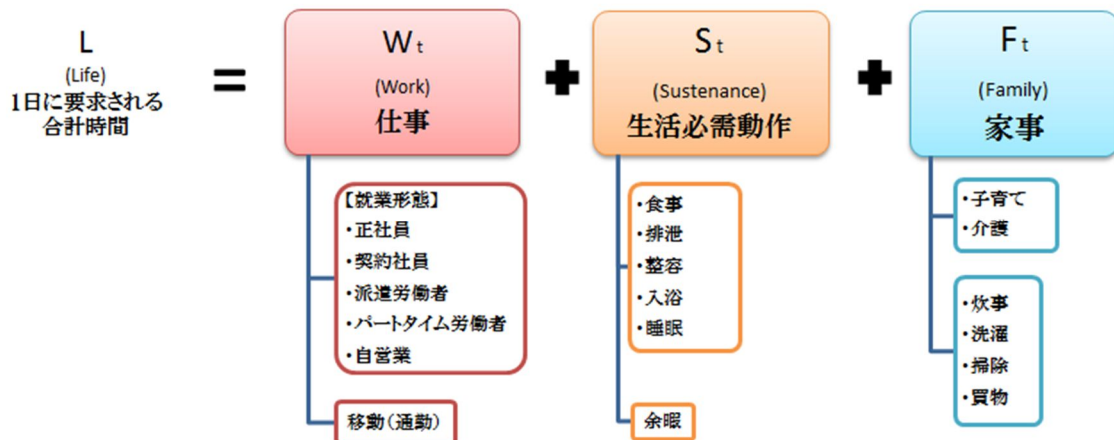 L
(Life)
1日に要求される
合計時間
=
Wt
(Work)
仕事
+
St
(Sustenance)
生活必需動作
+
Ft
(Family)
家事
【就業形態】
・正社員
・契約社員
・派遣労働者
・パートタイム労働者
・自営業
移動(通勤)
・食事
・排泄
・整容
・入浴
・睡眠
余暇
・子育て
・介護
・炊事
・洗濯
・掃除
・買物